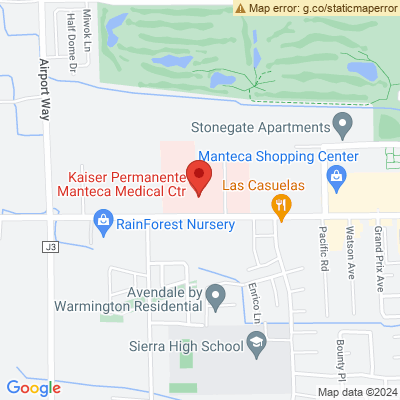 Map error: g.co/staticmaperror
Miwok Ln
Half Dome Dr
Airport Way
Stonegate Apartments
Manteca Shopping Center
Kaiser Permanente
Manteca Medical Ctr
Las Casuelas
RainForest Nursery
J3
Pacific Rd
Watson Ave
Grand Prix Ave
Enrico Ln
Avendale by
Warmington Residential
Sierra High School
Bounty Pl
Google
Map data ©2024